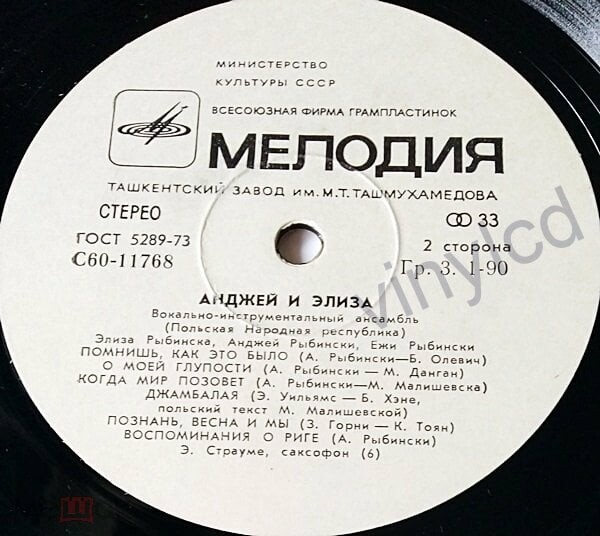 МИНИСТЕРСТВО
КУЛЬТУРЫ СССР
ВСЕСОЮЗНАЯ ФИРМА ГРАМПЛАСТИНОК
МЕЛОДИЯ
ТАШКЕНТСКИЙ ЗАВОД ИМ. М.Т. ТАШМУХАМЕДОВА
СТЕРЕО
33
ГОСТ 5289-73
2 сторона
С60-11768
Гр. 3. 1-90
АНДЖЕЙ И ЭЛИЗА
Вокально-инструментальный ансамбль
(Польская Народная республика)
Элиза Рыбинска, Анджей Рыбински, Ежи Рыбински
ПОМНИШЬ, КАК ЭТО БЫЛО (А. Рыбински—Б. Олевич)
О МОЕЙ ГЛУПОСТИ (А. Рыбински — М. Данган)
КОГДА МИР ПОЗОВЕТ (А. Рыбински—М. Малишевска)
ДЖАМБАЛАЯ (Э. Уильямс — Б. Хэне,
польский текст М. Малишевской)
ПОЗНАНЬ, ВЕСНА И МЫ (З. Горни — К. Тоян)
ВОСПОМИНАНИЯ О РИГЕ (А. Рыбински)
Э. Страуме, саксофон (6)
vinylcd